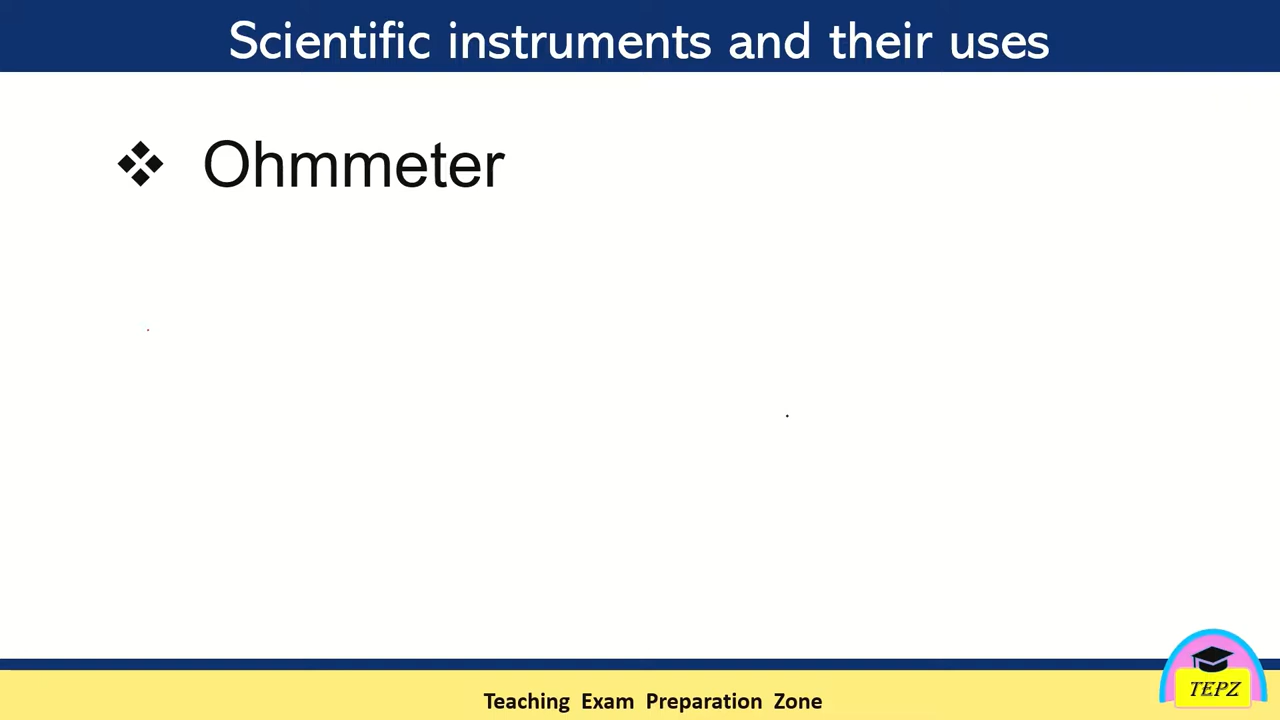 Scientific instruments and their uses
❖ Ohmmeter
TEPZ
Teaching Exam Preparation Zone